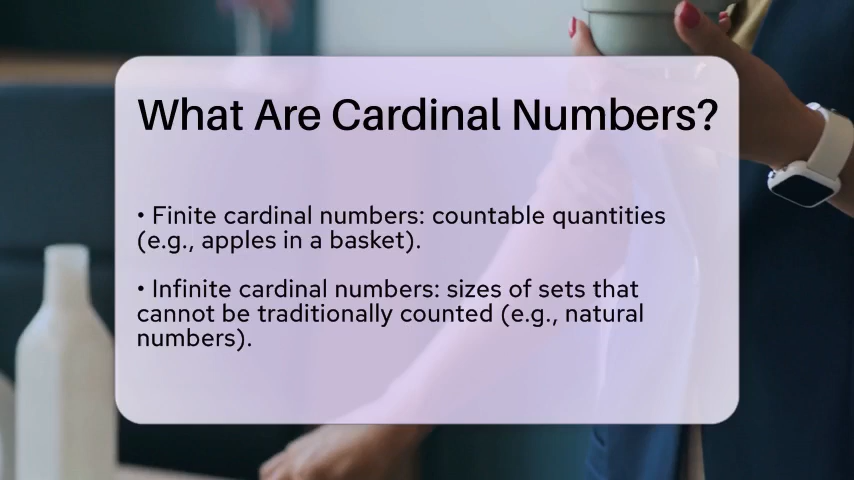 What Are Cardinal Numbers?
• Finite cardinal numbers: countable quantities
(e.g., apples in a basket).
• Infinite cardinal numbers: sizes of sets that
cannot be traditionally counted (e.g., natural
numbers).